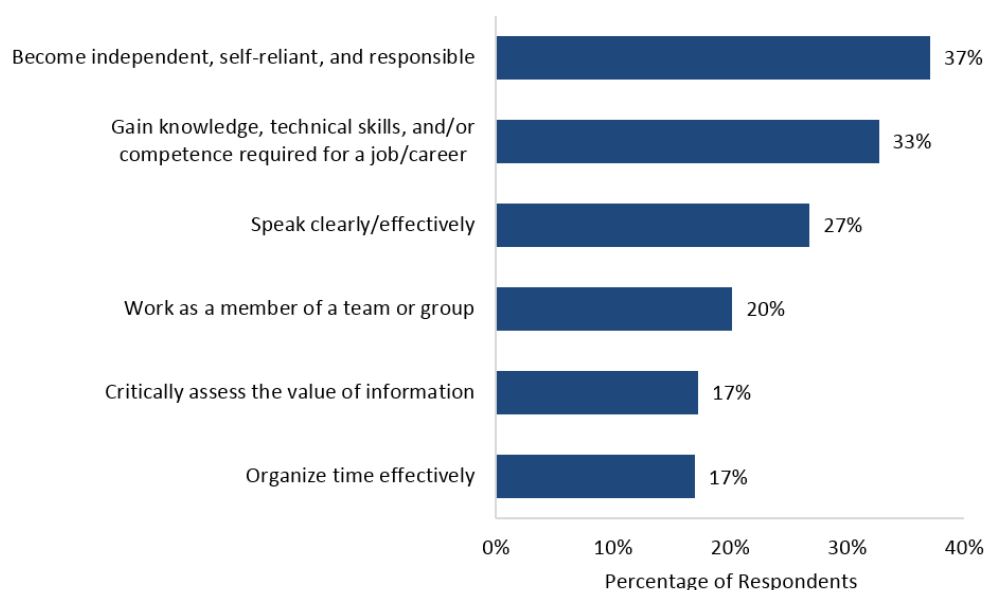 Become independent, self-reliant, and responsible 37%
Gain knowledge, technical skills, and/or
competence required for a job/career 33%
Speak clearly/effectively 27%
Work as a member of a team or group 20%
Critically assess the value of information 17%
Organize time effectively 17%
0% 10% 20% 30% 40%
Percentage of Respondents